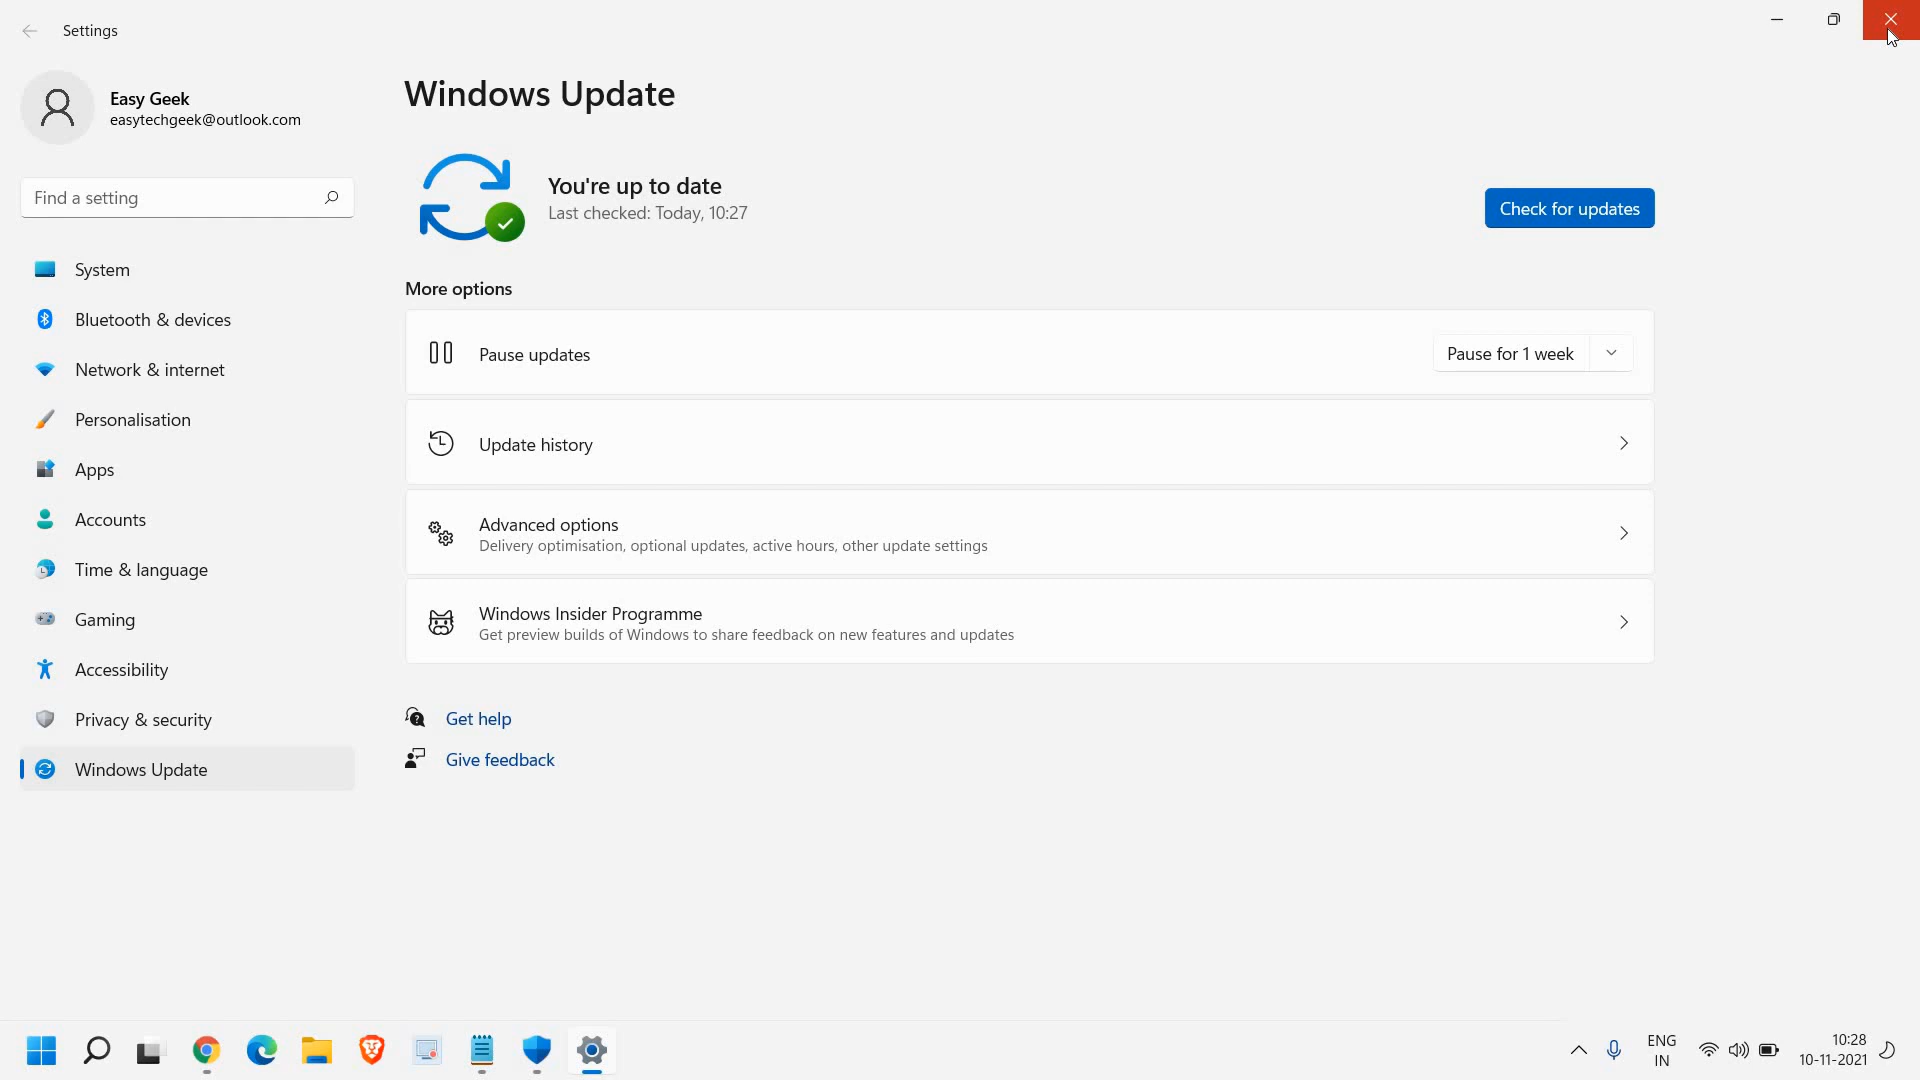 Settings
Easy Geek
easytechgeek@outlook.com
Find a setting
System
Bluetooth & devices
Network & internet
Personalisation
Apps
Accounts
Time & language
Gaming
Accessibility
Privacy & security
Windows Update
Windows Update
You're up to date
Last checked: Today, 10:27
Check for updates
More options
Pause updates
Pause for 1 week
Update history
Advanced options
Delivery optimisation, optional updates, active hours, other update settings
Windows Insider Programme
Get preview builds of Windows to share feedback on new features and updates
Get help
Give feedback
ENG
IN
10:28
10-11-2021